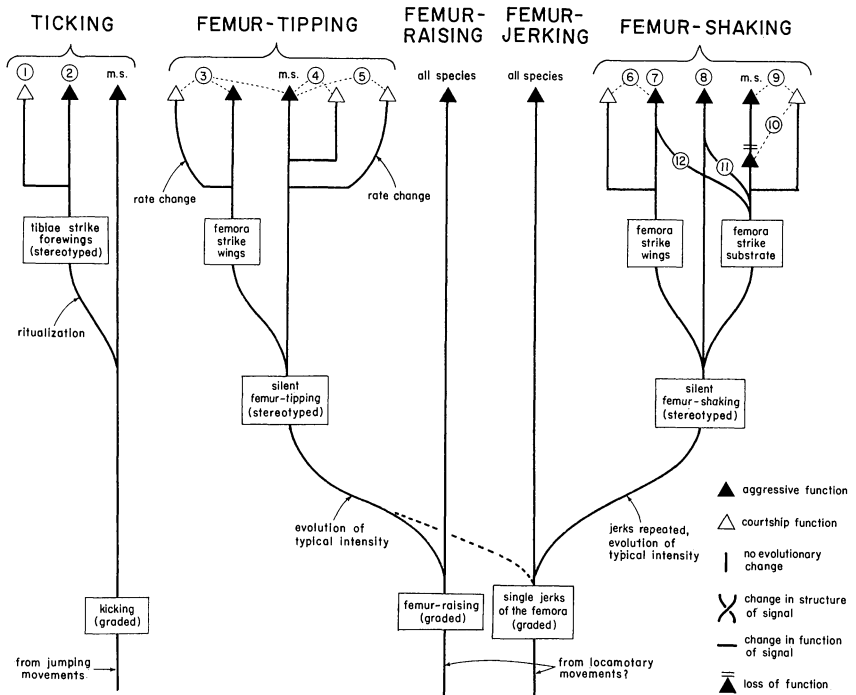 TICKING
FEMUR-TIPPING
FEMUR-
RAISING
FEMUR-
JERKING
FEMUR-SHAKING
1
2
m.s.
3
m.s.
4
5
all species
all species
6
7
8
m.s.
9
10
11
12
rate change
rate change
tibiae strike
forewings
(stereotyped)
femora
strike
wings
femora
strike
wings
femora
strike
substrate
ritualization
silent
femur-tipping
(stereotyped)
silent
femur-shaking
(stereotyped)
evolution of
typical intensity
jerks repeated,
evolution of
typical intensity
kicking
(graded)
femur-raising
(graded)
single jerks
of the femora
(graded)
from jumping
movements
from locomotary
movements?
aggressive function
courtship function
no evolutionary
change
change in structure
of signal
change in function
of signal
loss of function